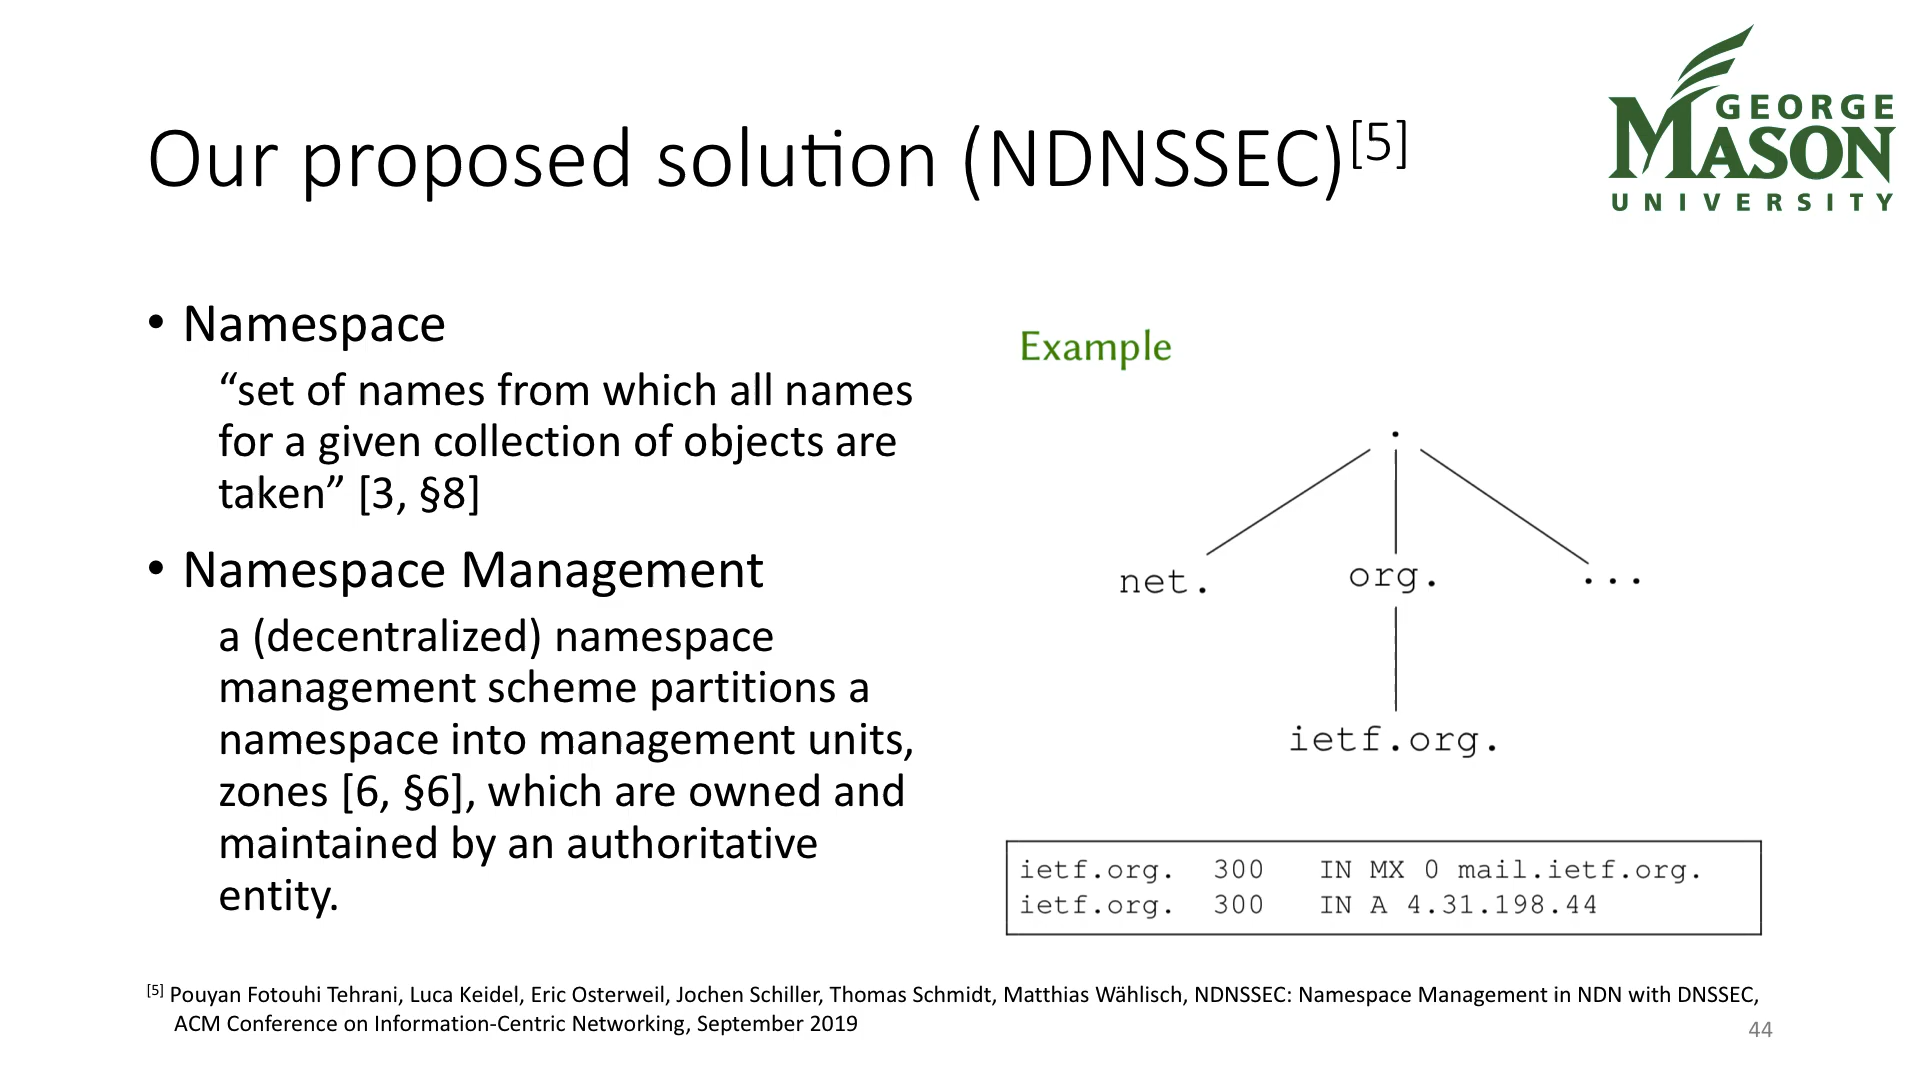 GEORGE
MASON
UNIVERSITY
Our proposed solution (NDNSSEC)[5]
• Namespace
“set of names from which all names
for a given collection of objects are
taken” [3, §8]
• Namespace Management
a (decentralized) namespace
management scheme partitions a
namespace into management units,
zones [6, §6], which are owned and
maintained by an authoritative
entity.
Example
.
net. org. ...
ietf.org.
ietf.org. 300 IN MX 0 mail.ietf.org.
ietf.org. 300 IN A 4.31.198.44
[5] Pouyan Fotouhi Tehrani, Luca Keidel, Eric Osterweil, Jochen Schiller, Thomas Schmidt, Matthias Wählisch, NDNSSEC: Namespace Management in NDN with DNSSEC,
ACM Conference on Information-Centric Networking, September 2019
44